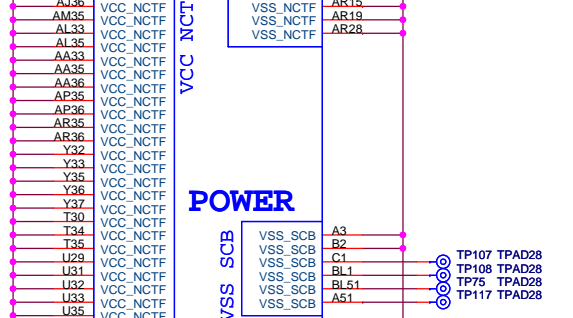 AJ36 VCC_NCTF
AM35 VCC_NCTF
AL33 VCC_NCTF
AL35 VCC_NCTF
AA33 VCC_NCTF
AA35 VCC_NCTF
AA36 VCC_NCTF
AP35 VCC_NCTF
AP36 VCC_NCTF
AR35 VCC_NCTF
AR36 VCC_NCTF
Y32 VCC_NCTF
Y33 VCC_NCTF
Y35 VCC_NCTF
Y36 VCC_NCTF
Y37 VCC_NCTF
T30 VCC_NCTF
T34 VCC_NCTF
T35 VCC_NCTF
U29 VCC_NCTF
U31 VCC_NCTF
U32 VCC_NCTF
U33 VCC_NCTF
U35 VCC_NCTF
VCC NCT
VSS_NCTF AR15
VSS_NCTF AR19
VSS_NCTF AR28
POWER
VSS SCB
VSS_SCB A3
VSS_SCB B2
VSS_SCB C1 TP107 TPAD28
VSS_SCB BL1 TP108 TPAD28
VSS_SCB BL51 TP75 TPAD28
VSS_SCB A51 TP117 TPAD28